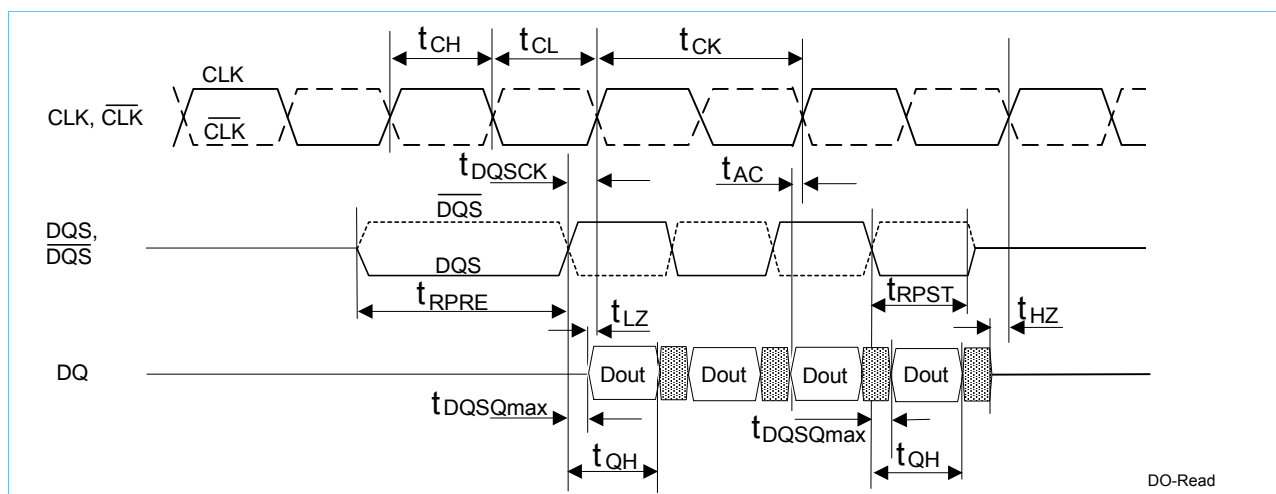 tCH tCL tCK
CLK
CLK, CLK
CLK
tDQSCK tAC
DQS
DQS,
DQS
DQS
tRPRE tRPST
tLZ tHZ
DQ Dout Dout Dout Dout
tDQSQmax tDQSQmax
tQH tQH
DO-Read